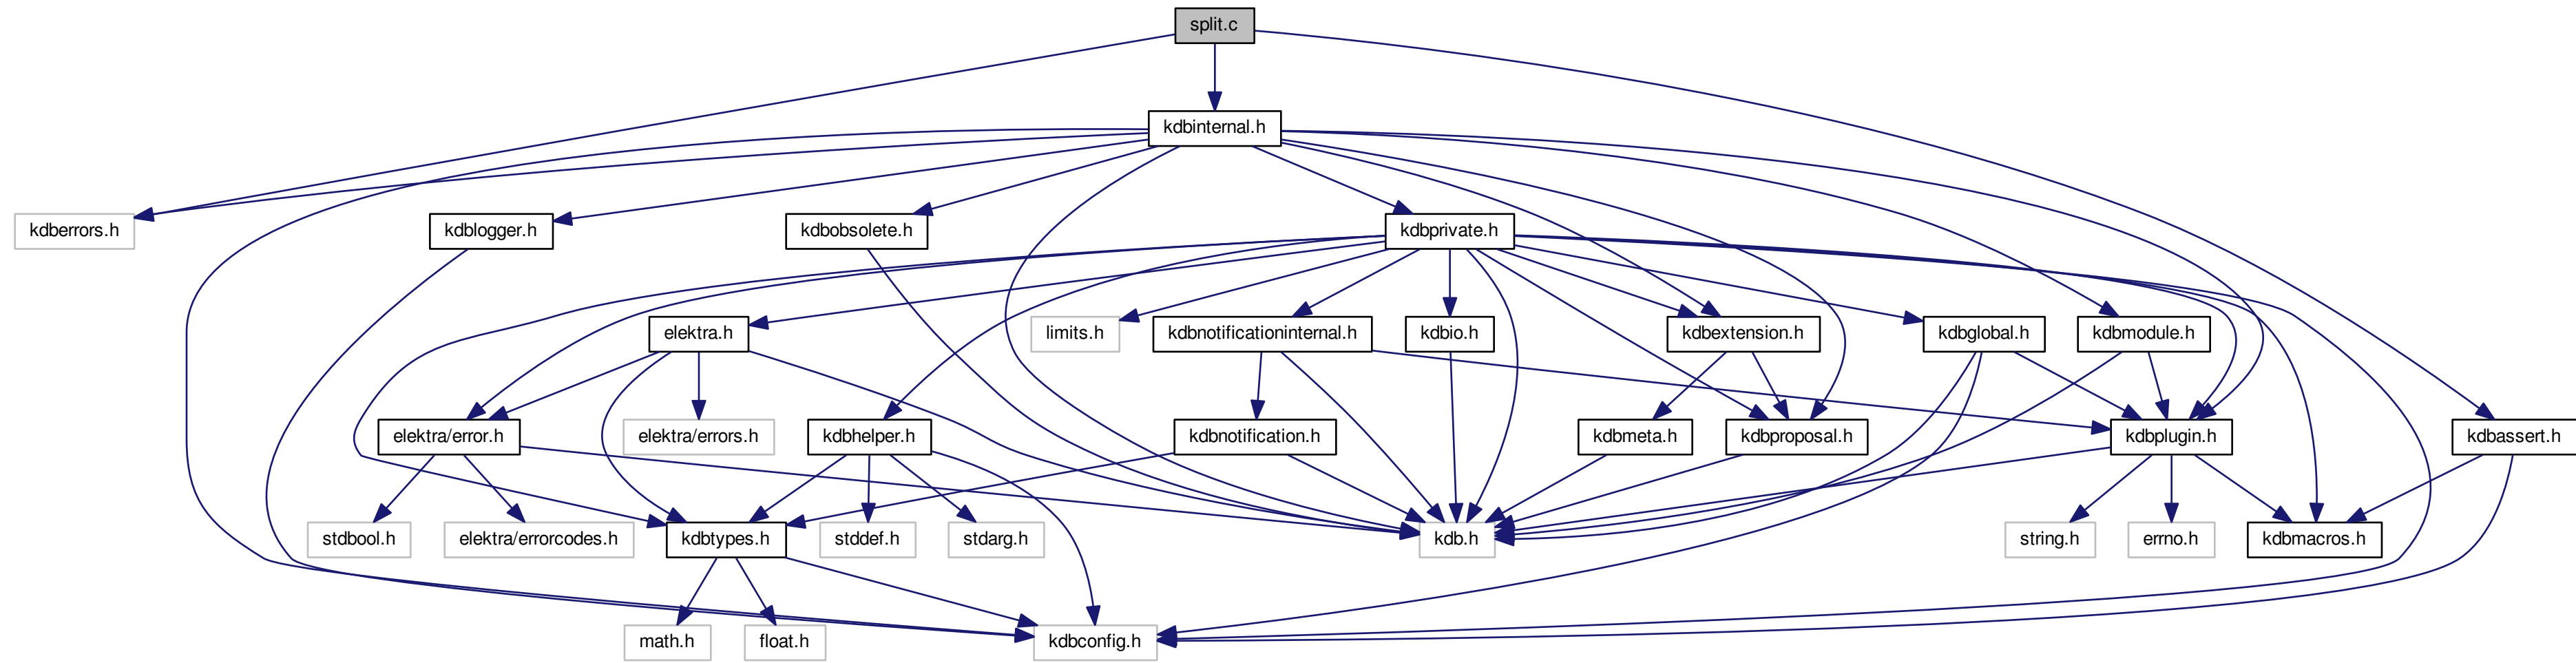 split.c
kdbinternal.h
kdberrors.h
kdblogger.h
kdbobsolete.h
kdbprivate.h
elektra.h
limits.h
kdbnotificationinternal.h
kdbio.h
kdbextension.h
kdbglobal.h
kdbmodule.h
elektra/error.h
elektra/errors.h
kdbhelper.h
kdbnotification.h
kdbmeta.h
kdbproposal.h
kdbplugin.h
kdbassert.h
stdbool.h
elektra/errorcodes.h
kdbtypes.h
stddef.h
stdarg.h
kdb.h
string.h
errno.h
kdbmacros.h
math.h
float.h
kdbconfig.h